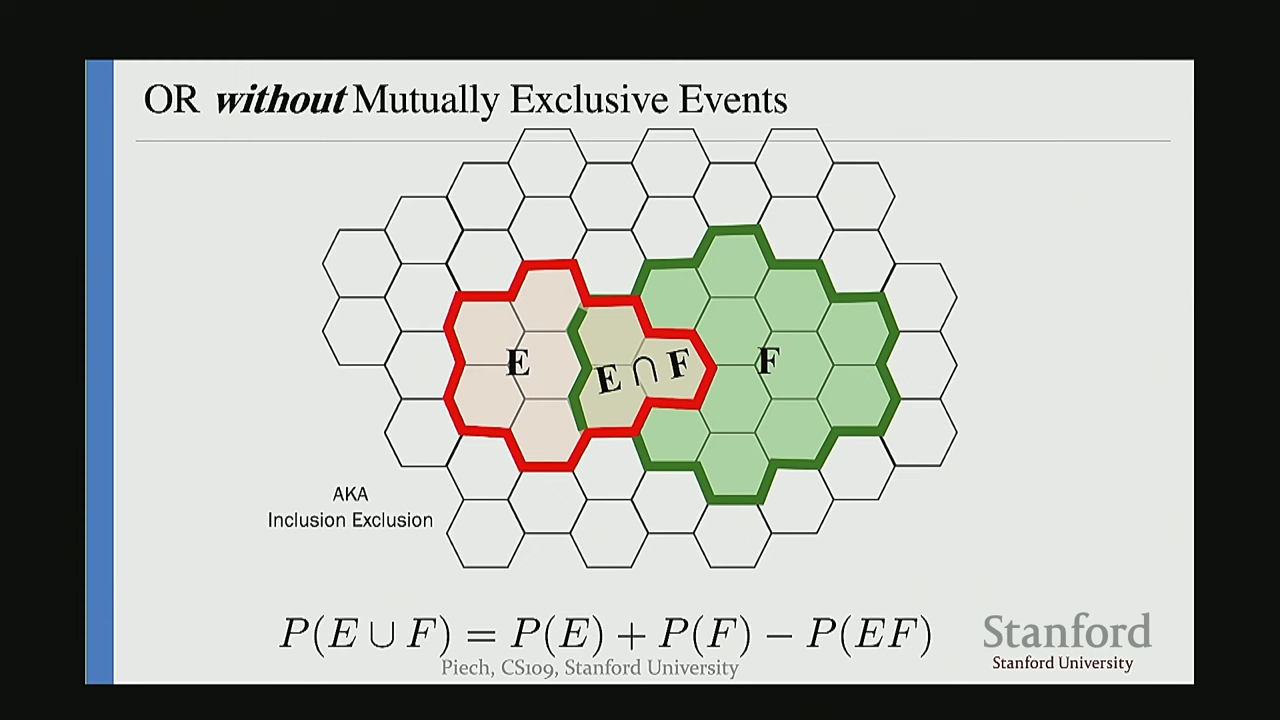 OR without Mutually Exclusive Events
E
E ∩ F
F
AKA
Inclusion Exclusion
P(E ∪ F) = P(E) + P(F) − P(EF)
Piech, CS109, Stanford University
Stanford
Stanford University